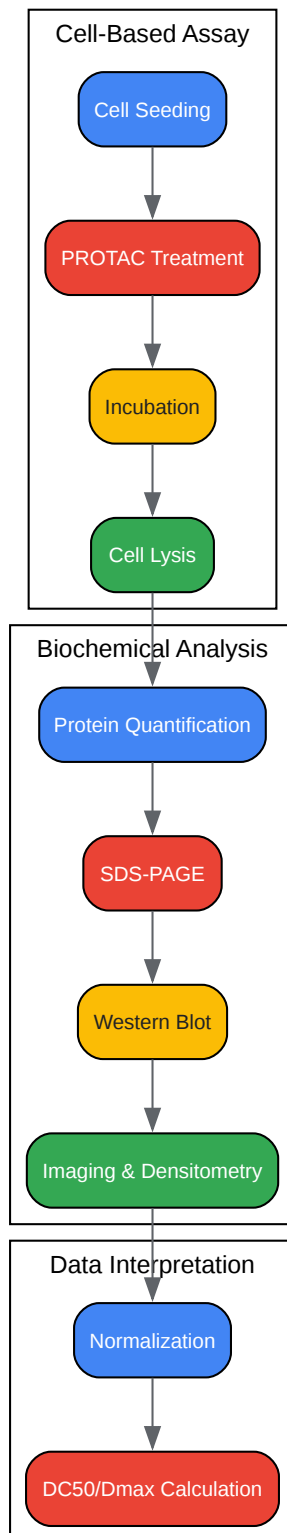 Cell-Based Assay
Cell Seeding
PROTAC Treatment
Incubation
Cell Lysis
Biochemical Analysis
Protein Quantification
SDS-PAGE
Western Blot
Imaging & Densitometry
Data Interpretation
Normalization
DC50/Dmax Calculation